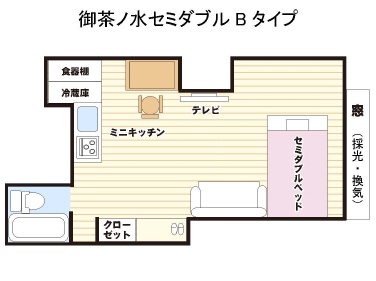 御茶ノ水セミダブル B タイプ
食器棚
冷蔵庫
テレビ
ミニキッチン
セミダブルベッド
窓
(採光・換気)
クロー
ゼット